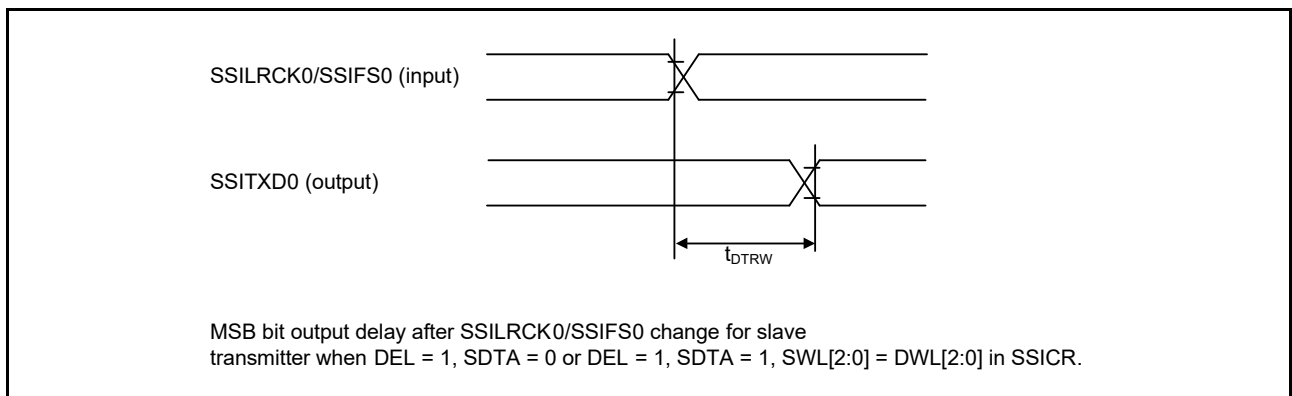 SSILRCK0/SSIFS0 (input)
SSITXD0 (output)
tDTRW
MSB bit output delay after SSILRCK0/SSIFS0 change for slave
transmitter when DEL = 1, SDTA = 0 or DEL = 1, SDTA = 1, SWL[2:0] = DWL[2:0] in SSICR.